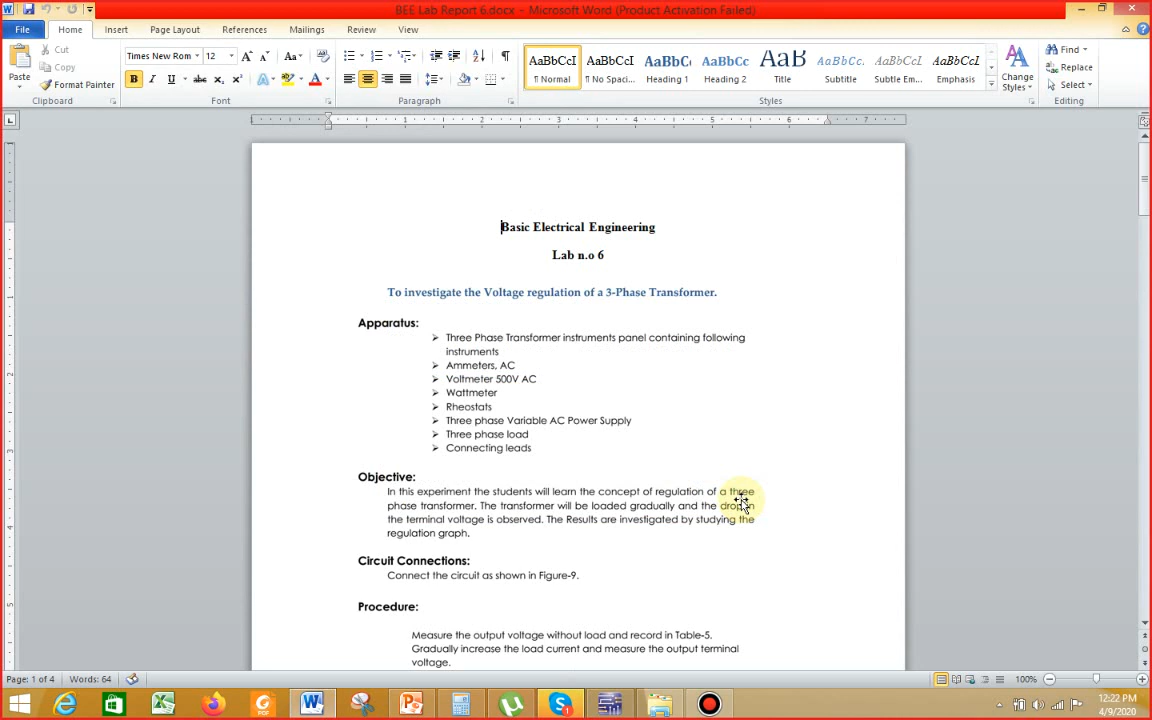 BEE Lab Report 6.docx - Microsoft Word (Product Activation Failed)
File Home Insert Page Layout References Mailings Review View
Paste
Cut
Copy
Format Painter
Clipboard
Times New Rom 12
Font
Paragraph
AaBbCcI AaBbCcI AaBbC AaBbCc AaB AaBbCc. AaBbCcI AaBbCcI
¶ Normal ¶ No Spaci... Heading 1 Heading 2 Title Subtitle Subtle Em... Emphasis
Styles
Change
Styles
Find
Replace
Select
Editing
1 2 3 4 5 6 7
Basic Electrical Engineering
Lab n.o 6
To investigate the Voltage regulation of a 3-Phase Transformer.
Apparatus:
➢ Three Phase Transformer instruments panel containing following
instruments
➢ Ammeters, AC
➢ Voltmeter 500V AC
➢ Wattmeter
➢ Rheostats
➢ Three phase Variable AC Power Supply
➢ Three phase load
➢ Connecting leads
Objective:
In this experiment the students will learn the concept of regulation of a three
phase transformer. The transformer will be loaded gradually and the drop in
the terminal voltage is observed. The Results are investigated by studying the
regulation graph.
Circuit Connections:
Connect the circuit as shown in Figure-9.
Procedure:
Measure the output voltage without load and record in Table-5.
Gradually increase the load current and measure the output terminal
voltage.
Page: 1 of 4 Words: 64
100%
12:22 PM
4/9/2020